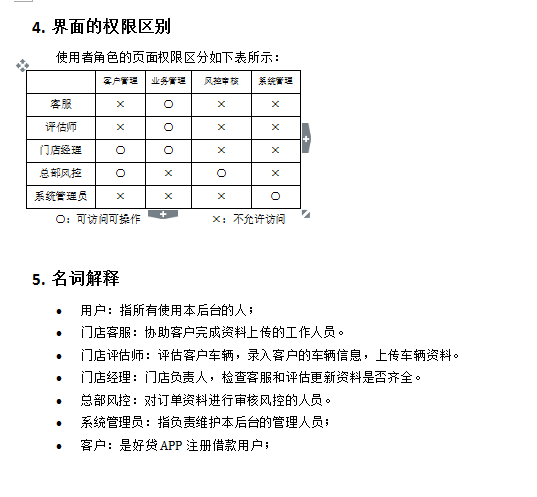 4. 界面的权限区别
使用者角色的页面权限区分如下表所示：
客户管理 业务管理 风控审核 系统管理
客服 × ○ × ×
评估师 × ○ × ×
门店经理 ○ ○ × ×
总部风控 ○ × ○ ×
系统管理员 × × × ○
○：可访问可操作 ×：不允许访问
5. 名词解释
• 用户：指所有使用本后台的人；
• 门店客服：协助客户完成资料上传的工作人员。
• 门店评估师：评估客户车辆，录入客户的车辆信息，上传车辆资料。
• 门店经理：门店负责人，检查客服和评估更新资料是否齐全。
• 总部风控：对订单资料进行审核风控的人员。
• 系统管理员：指负责维护本后台的管理人员；
• 客户：是好贷 APP 注册借款用户；